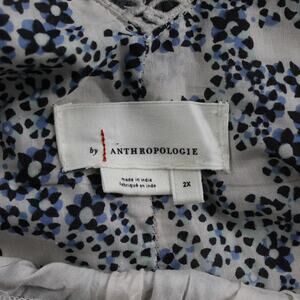 by ANTHROPOLOGIE
made in india
fabriqué en inde
2X